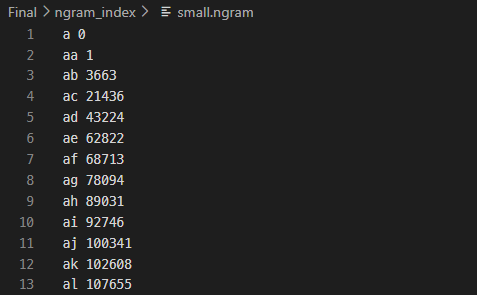 Final > ngram_index > small.ngram
1 a 0
2 aa 1
3 ab 3663
4 ac 21436
5 ad 43224
6 ae 62822
7 af 68713
8 ag 78094
9 ah 89031
10 ai 92746
11 aj 100341
12 ak 102608
13 al 107655